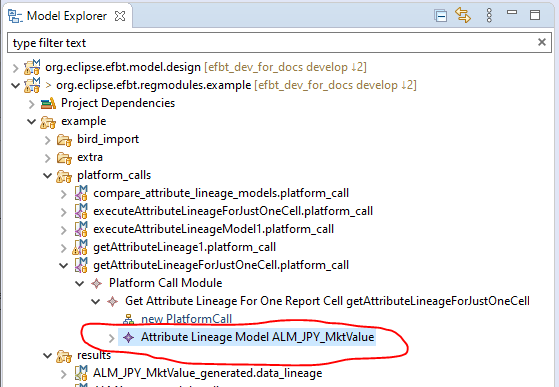 Model Explorer
type filter text
org.eclipse.efbt.model.design [efbt_dev_for_docs develop ↓2]
> org.eclipse.efbt.regmodules.example [efbt_dev_for_docs develop ↓2]
Project Dependencies
example
bird_import
extra
platform_calls
compare_attribute_lineage_models.platform_call
executeAttributeLineageForJustOneCell.platform_call
executeAttributeLineageModel1.platform_call
getAttributeLineage1.platform_call
getAttributeLineageForJustOneCell.platform_call
Platform Call Module
Get Attribute Lineage For One Report Cell getAttributeLineageForJustOneCell
new PlatformCall
Attribute Lineage Model ALM_JPY_MktValue
results
ALM_JPY_MktValue_generated.data_lineage